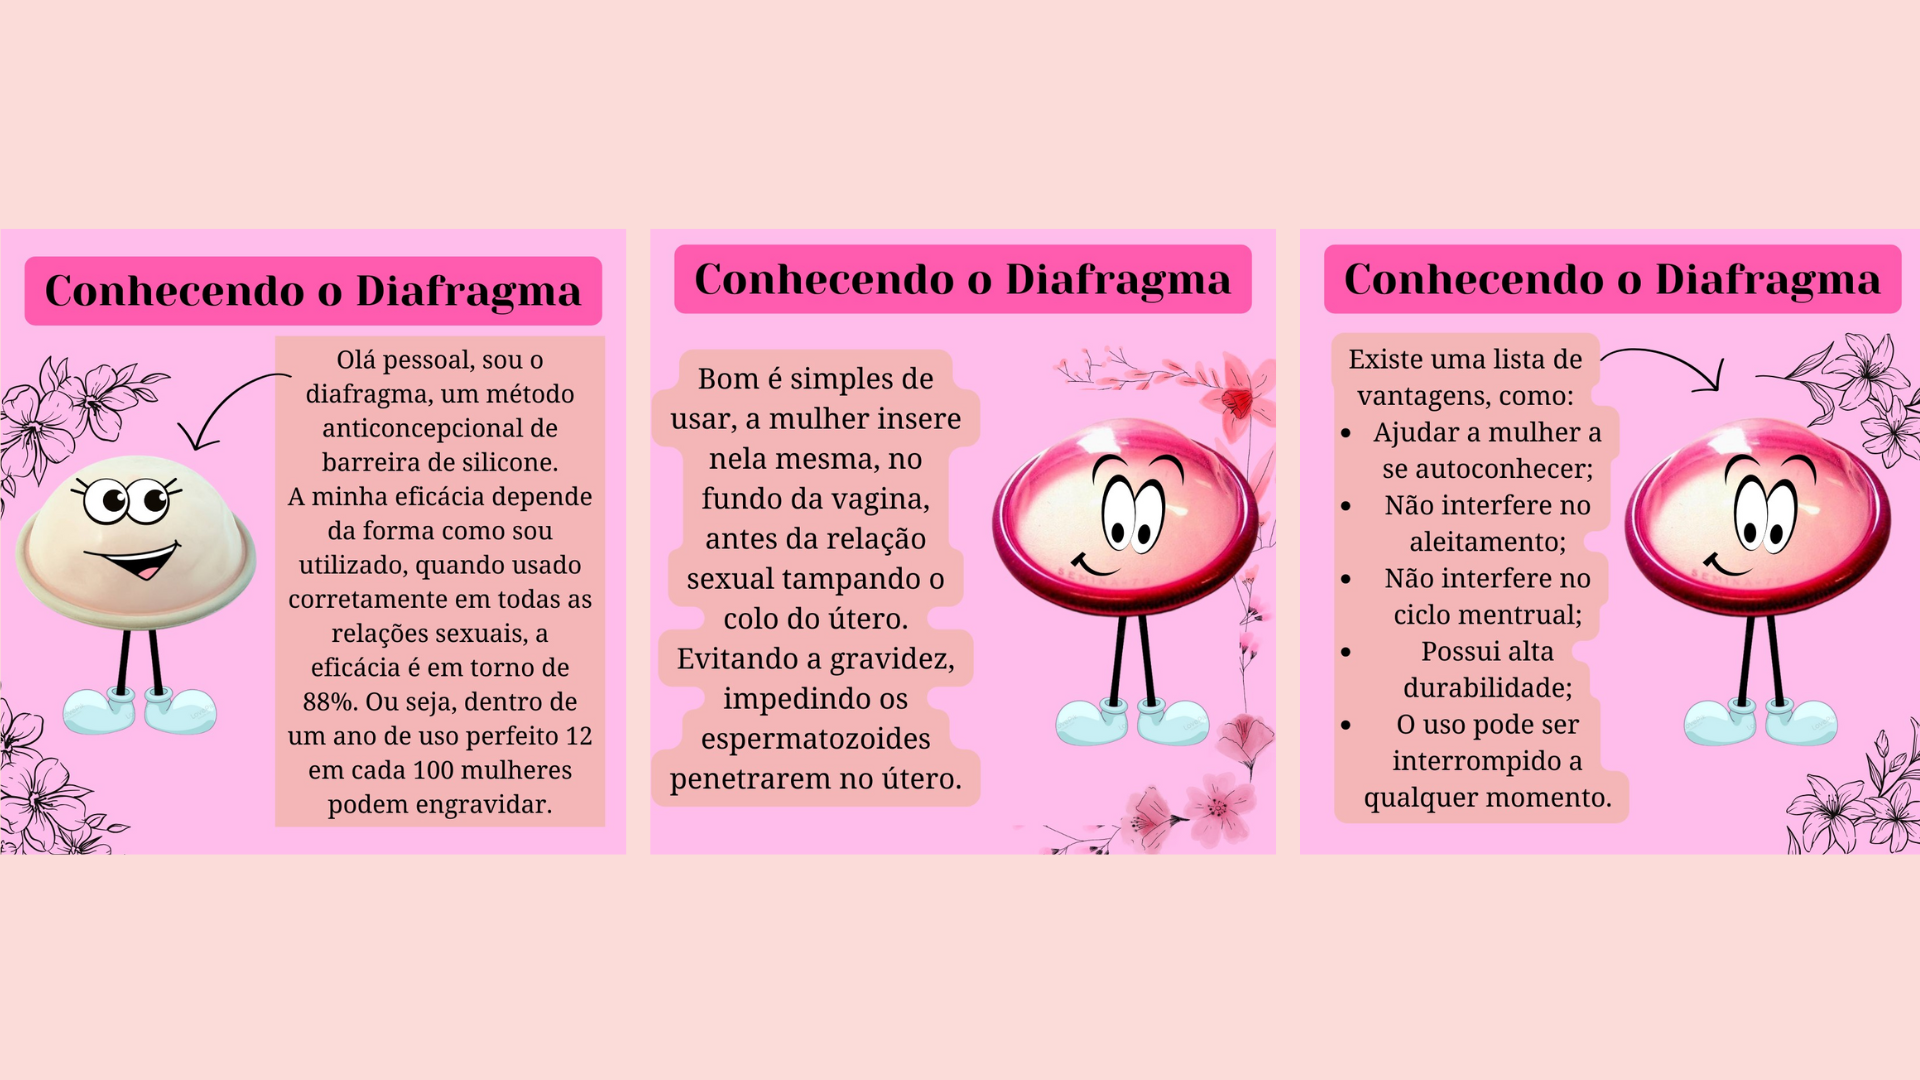 Conhecendo o Diafragma
Olá pessoal, sou o
diafragma, um método
anticoncepcional de
barreira de silicone.
A minha eficácia depende
da forma como sou
utilizado, quando usado
corretamente em todas as
relações sexuais, a
eficácia é em torno de
88%. Ou seja, dentro de
um ano de uso perfeito 12
em cada 100 mulheres
podem engravidar.
Conhecendo o Diafragma
Bom é simples de
usar, a mulher insere
nela mesma, no
fundo da vagina,
antes da relação
sexual tampando o
colo do útero.
Evitando a gravidez,
impedindo os
espermatozoides
penetrarem no útero.
Conhecendo o Diafragma
Existe uma lista de
vantagens, como:
• Ajudar a mulher a
se autoconhecer;
• Não interfere no
aleitamento;
• Não interfere no
ciclo mentrual;
• Possui alta
durabilidade;
• O uso pode ser
interrompido a
qualquer momento.